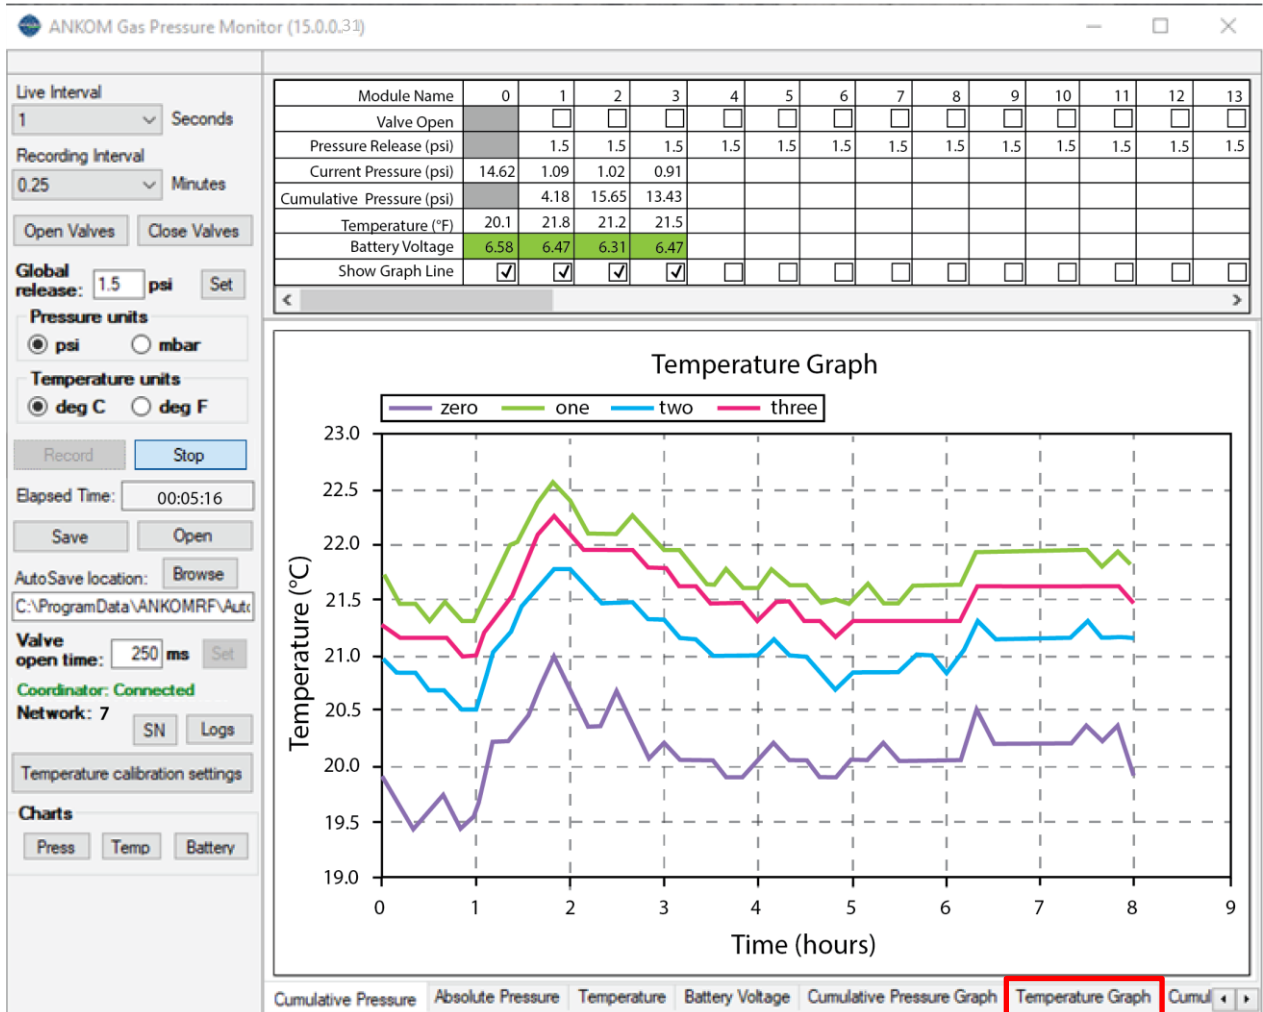 ANKOM Gas Pressure Monitor (15.0.0.31)
Live Interval
1 Seconds
Recording Interval
0.25 Minutes
Open Valves Close Valves
Global
release: 1.5 psi Set
Pressure units
psi mbar
Temperature units
deg C deg F
Record Stop
Elapsed Time: 00:05:16
Save Open
AutoSave location: Browse
C:\ProgramData\ANKOMRF\Auto
Valve
open time: 250 ms Set
Coordinator: Connected
Network: 7
SN Logs
Temperature calibration settings
Charts
Press Temp Battery
Module Name 0 1 2 3 4 5 6 7 8 9 10 11 12 13
Valve Open
Pressure Release (psi) 1.5 1.5 1.5 1.5 1.5 1.5 1.5 1.5 1.5 1.5 1.5 1.5 1.5
Current Pressure (psi) 14.62 1.09 1.02 0.91
Cumulative Pressure (psi) 4.18 15.65 13.43
Temperature (°F) 20.1 21.8 21.2 21.5
Battery Voltage 6.58 6.47 6.31 6.47
Show Graph Line
Temperature Graph
zero one two three
Temperature (°C)
23.0
22.5
22.0
21.5
21.0
20.5
20.0
19.5
19.0
0 1 2 3 4 5 6 7 8 9
Time (hours)
Cumulative Pressure Absolute Pressure Temperature Battery Voltage Cumulative Pressure Graph Temperature Graph Cumul